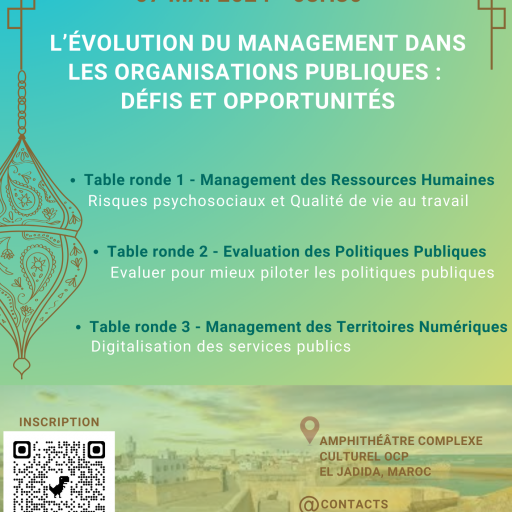 L'ÉVOLUTION DU MANAGEMENT DANS
LES ORGANISATIONS PUBLIQUES :
DÉFIS ET OPPORTUNITÉS
• Table ronde 1 - Management des Ressources Humaines
Risques psychosociaux et Qualité de vie au travail
• Table ronde 2 - Evaluation des Politiques Publiques
Evaluer pour mieux piloter les politiques publiques
• Table ronde 3 - Management des Territoires Numériques
Digitalisation des services publics
INSCRIPTION
AMPHITHÉÂTRE COMPLEXE
CULTUREL OCP
EL JADIDA, MAROC
@CONTACTS